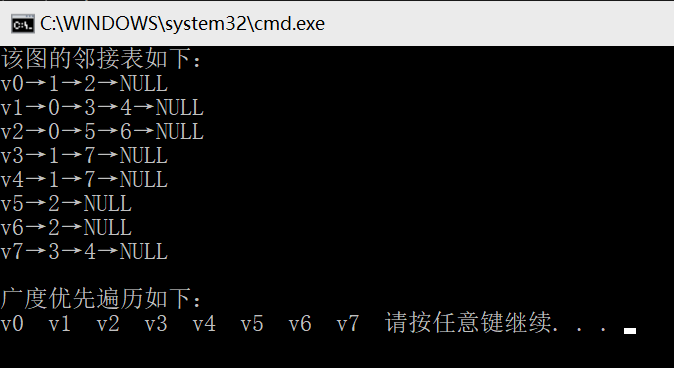 C:\WINDOWS\system32\cmd.exe
该图的邻接表如下：
v0→1→2→NULL
v1→0→3→4→NULL
v2→0→5→6→NULL
v3→1→7→NULL
v4→1→7→NULL
v5→2→NULL
v6→2→NULL
v7→3→4→NULL
广度优先遍历如下：
v0  v1  v2  v3  v4  v5  v6  v7  请按任意键继续. . .